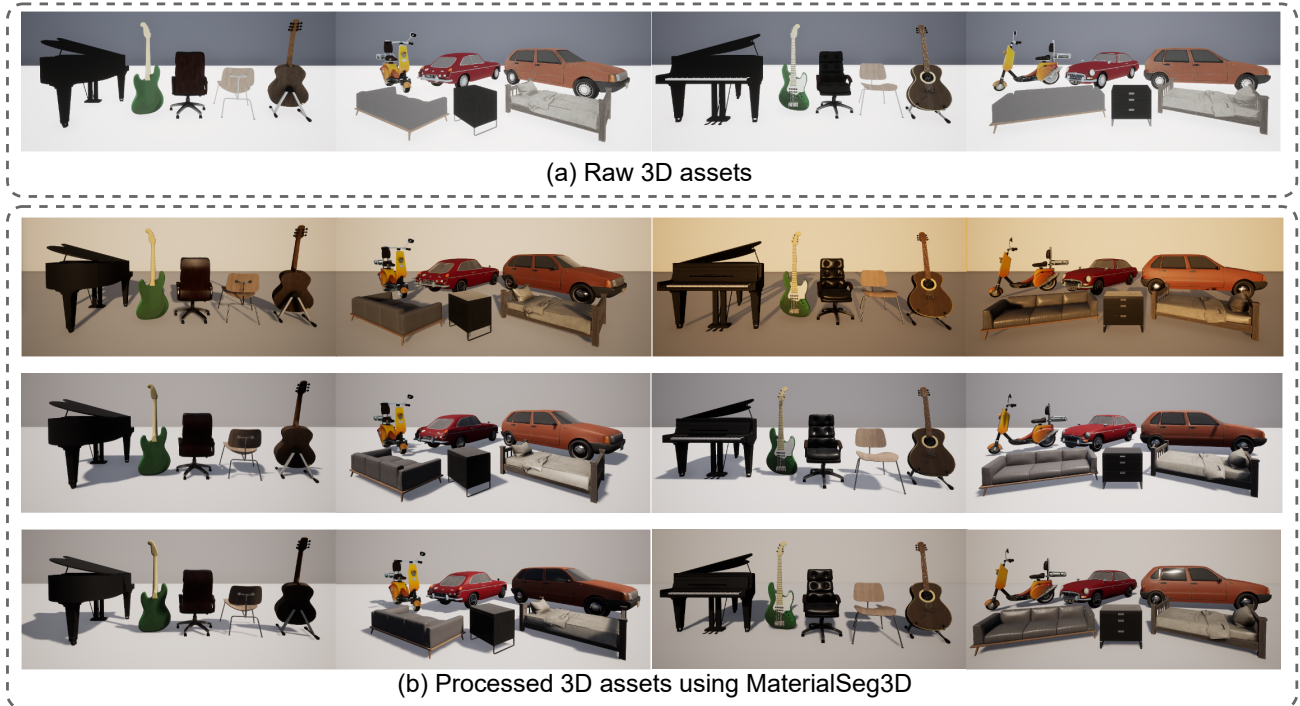 (a) Raw 3D assets
(b) Processed 3D assets using MaterialSeg3D